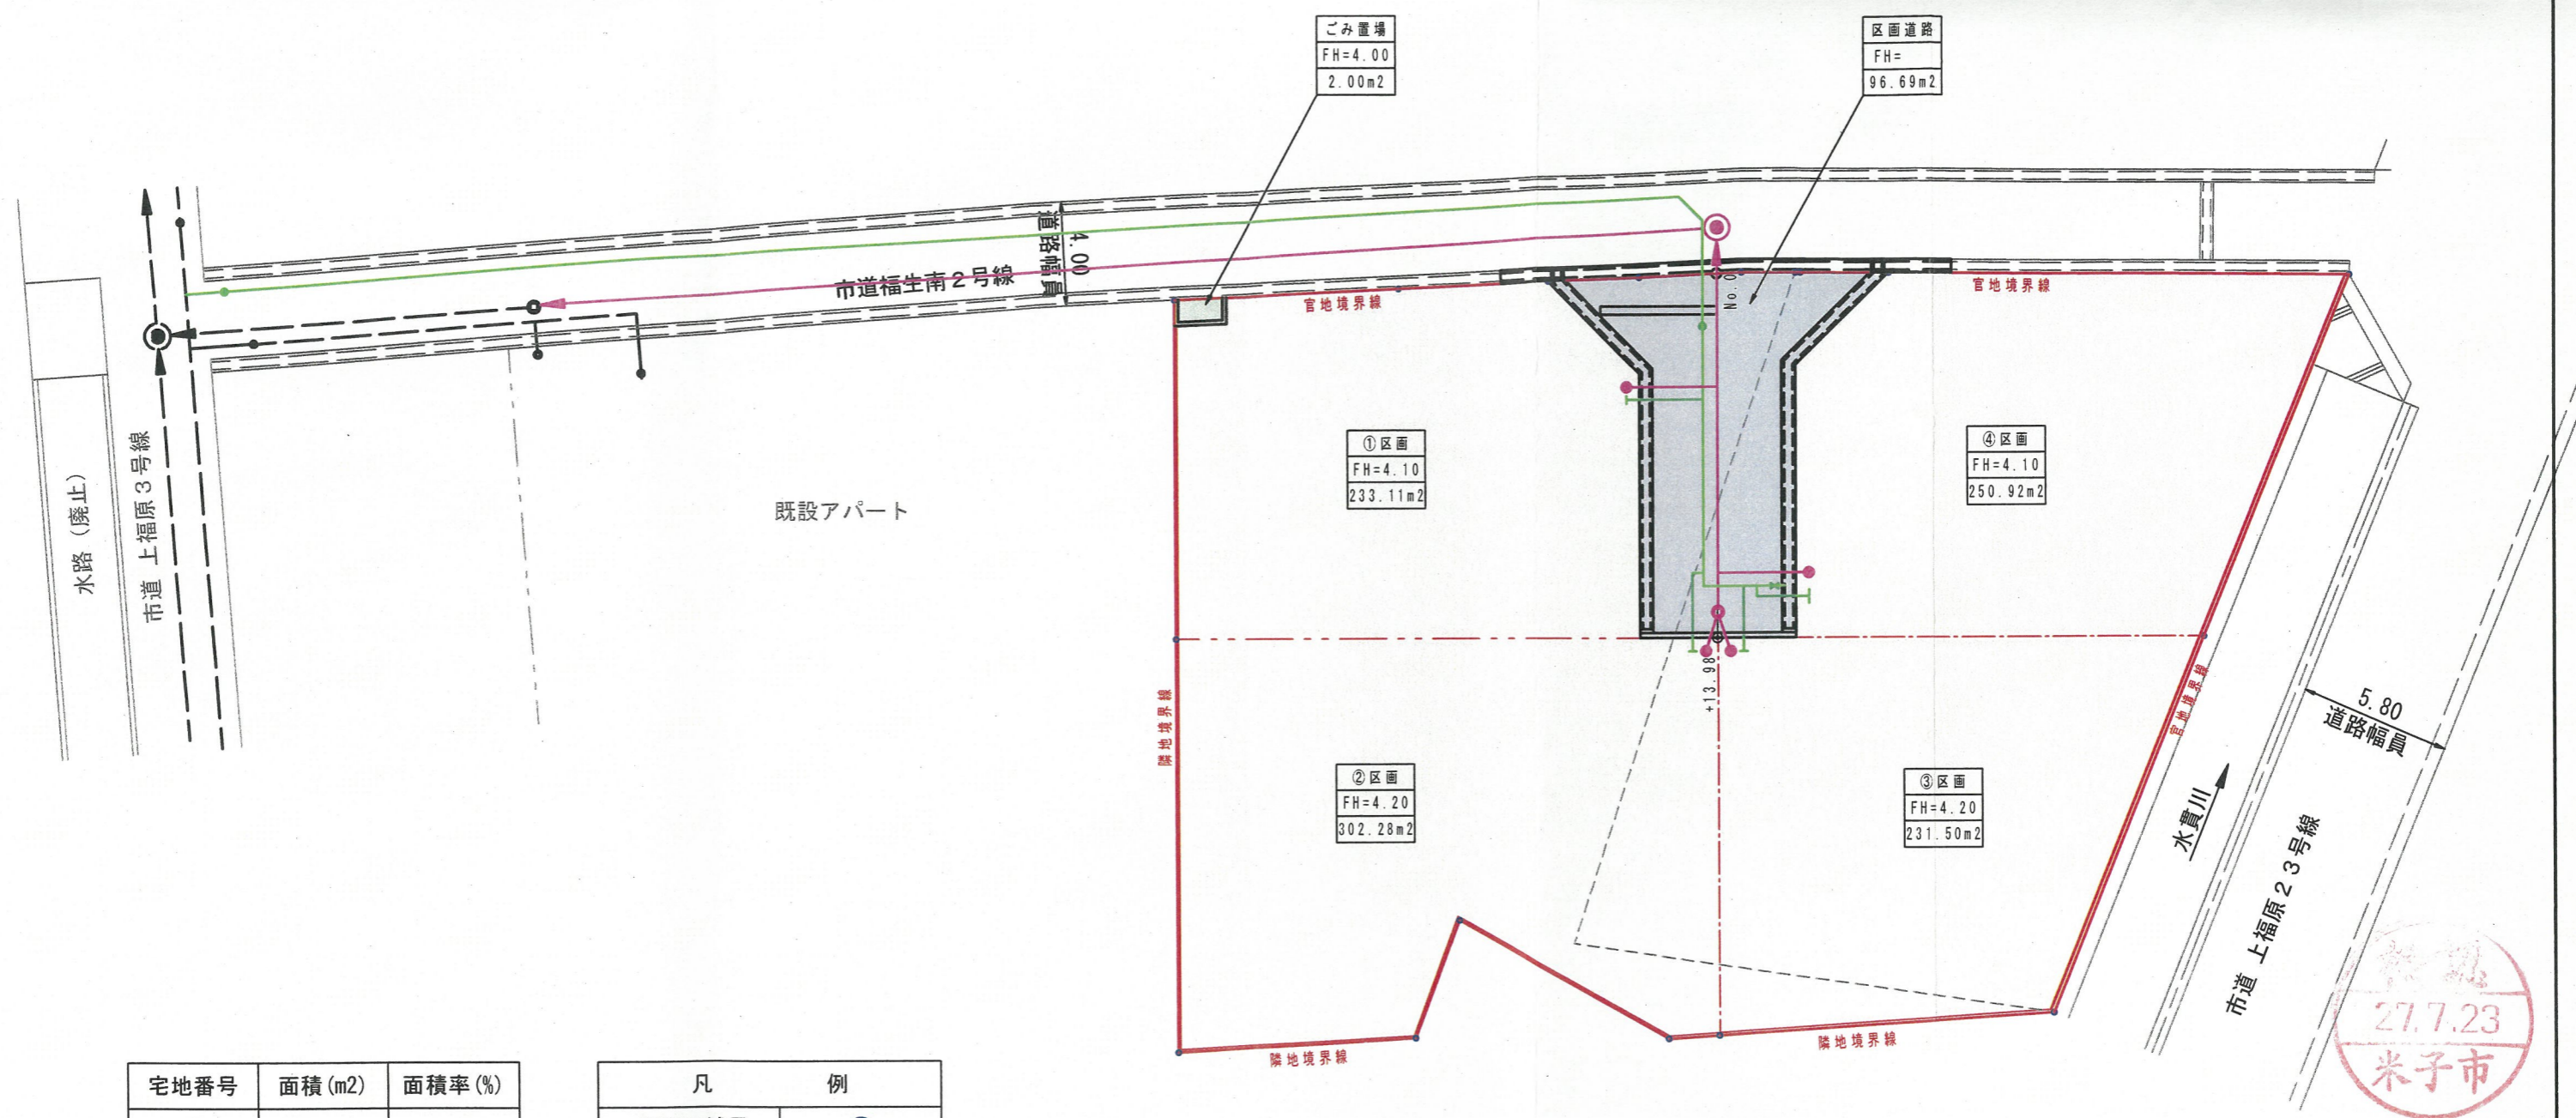 ごみ置場
FH=4.00
2.00m2
区画道路
FH=
96.69m2
4.00
道路幅員
市道福生南2号線
No.0
官地境界線
官地境界線
①区画
FH=4.10
233.11m2
④区画
FH=4.10
250.92m2
水路（廃止）
市道 上福原3号線
既設アパート
+13.98
隣地境界線
官地境界線
5.80
道路幅員
②区画
FH=4.20
302.28m2
③区画
FH=4.20
231.50m2
水貫川
市道 上福原23号線
隣地境界線
隣地境界線
27.7.23
米子市
宅地番号 面積(m2) 面積率(%)
凡 例